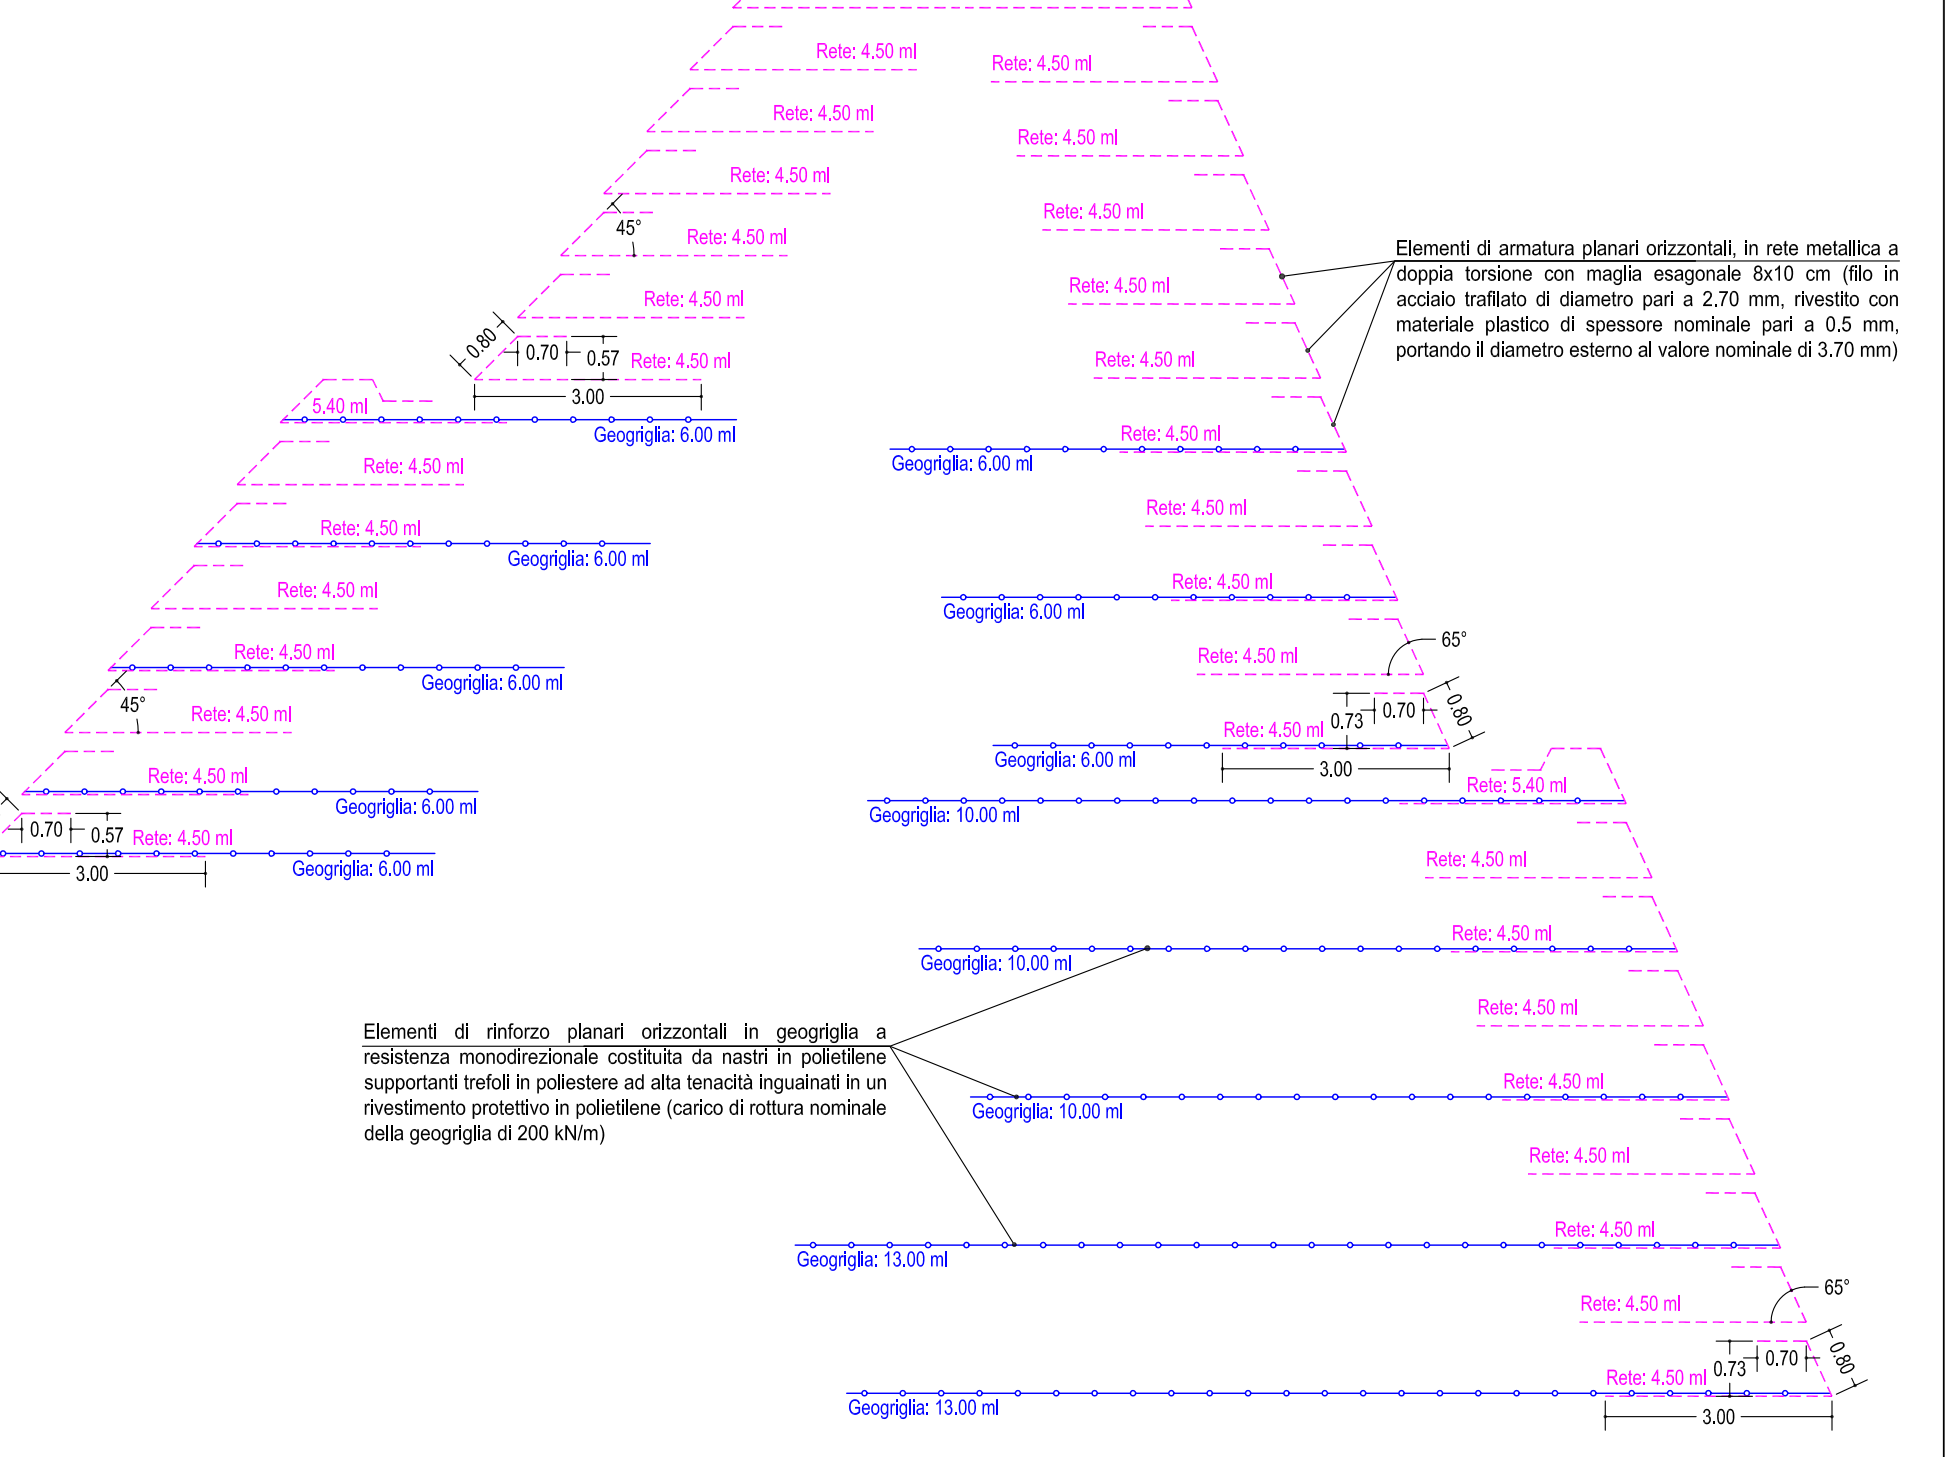 Rete: 4.50 ml
Rete: 4.50 ml
Rete: 4.50 ml
Rete: 4.50 ml
Rete: 4.50 ml
45°
Rete: 4.50 ml
0.80
0.70
0.57
Rete: 4.50 ml
3.00
5.40 ml
Geogriglia: 6.00 ml
Rete: 4.50 ml
Rete: 4.50 ml
Geogriglia: 6.00 ml
Rete: 4.50 ml
Rete: 4.50 ml
Geogriglia: 6.00 ml
45°
Rete: 4.50 ml
Rete: 4.50 ml
Geogriglia: 6.00 ml
0.70
0.57
Rete: 4.50 ml
Geogriglia: 6.00 ml
3.00
Rete: 4.50 ml
Rete: 4.50 ml
Rete: 4.50 ml
Rete: 4.50 ml
Rete: 4.50 ml
Rete: 4.50 ml
Geogriglia: 6.00 ml
Rete: 4.50 ml
Rete: 4.50 ml
Geogriglia: 6.00 ml
65°
Rete: 4.50 ml
0.80
0.70
0.73
Rete: 4.50 ml
Geogriglia: 6.00 ml
3.00
Rete: 5.40 ml
Geogriglia: 10.00 ml
Rete: 4.50 ml
Rete: 4.50 ml
Geogriglia: 10.00 ml
Rete: 4.50 ml
Rete: 4.50 ml
Geogriglia: 10.00 ml
Rete: 4.50 ml
Rete: 4.50 ml
Geogriglia: 13.00 ml
65°
Rete: 4.50 ml
0.80
0.70
0.73
Rete: 4.50 ml
Geogriglia: 13.00 ml
3.00
Elementi di armatura planari orizzontali, in rete metallica a
doppia torsione con maglia esagonale 8x10 cm (filo in
acciaio trafilato di diametro pari a 2.70 mm, rivestito con
materiale plastico di spessore nominale pari a 0.5 mm,
portando il diametro esterno al valore nominale di 3.70 mm)
Elementi di rinforzo planari orizzontali in geogriglia a
resistenza monodirezionale costituita da nastri in polietilene
supportanti trefoli in poliestere ad alta tenacità inguainati in un
rivestimento protettivo in polietilene (carico di rottura nominale
della geogriglia di 200 kN/m)